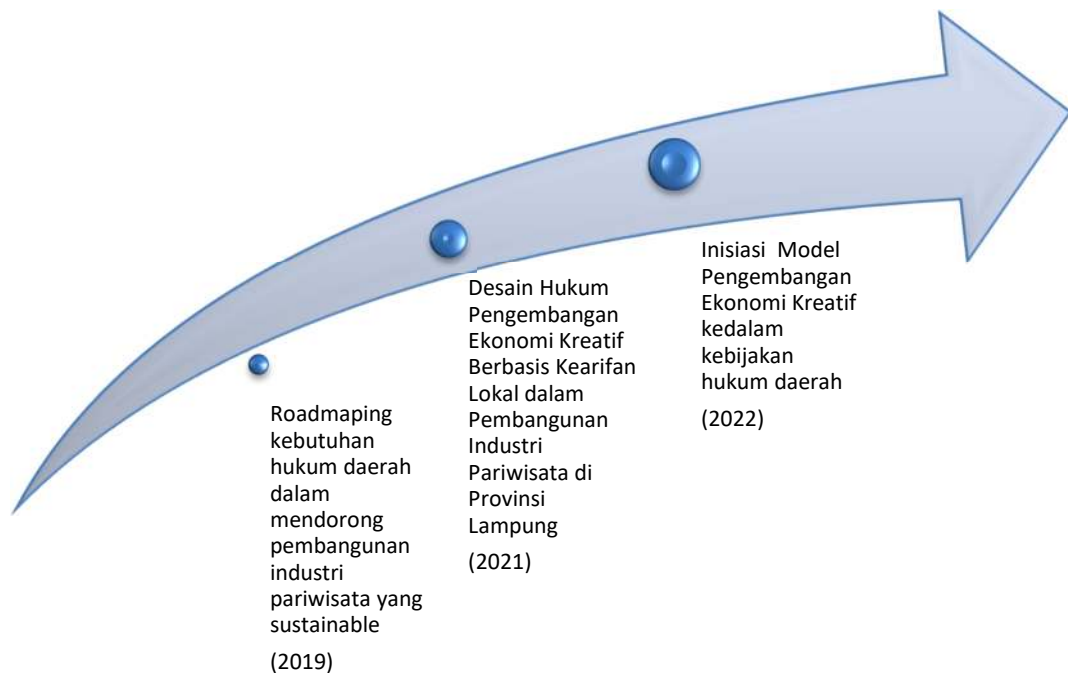 Roadmaping
kebutuhan
hukum daerah
dalam
mendorong
pembangunan
industri
pariwisata yang
sustainable
(2019)
Desain Hukum
Pengembangan
Ekonomi Kreatif
Berbasis Kearifan
Lokal dalam
Pembangunan
Industri
Pariwisata di
Provinsi
Lampung
(2021)
Inisiasi Model
Pengembangan
Ekonomi Kreatif
kedalam
kebijakan
hukum daerah
(2022)